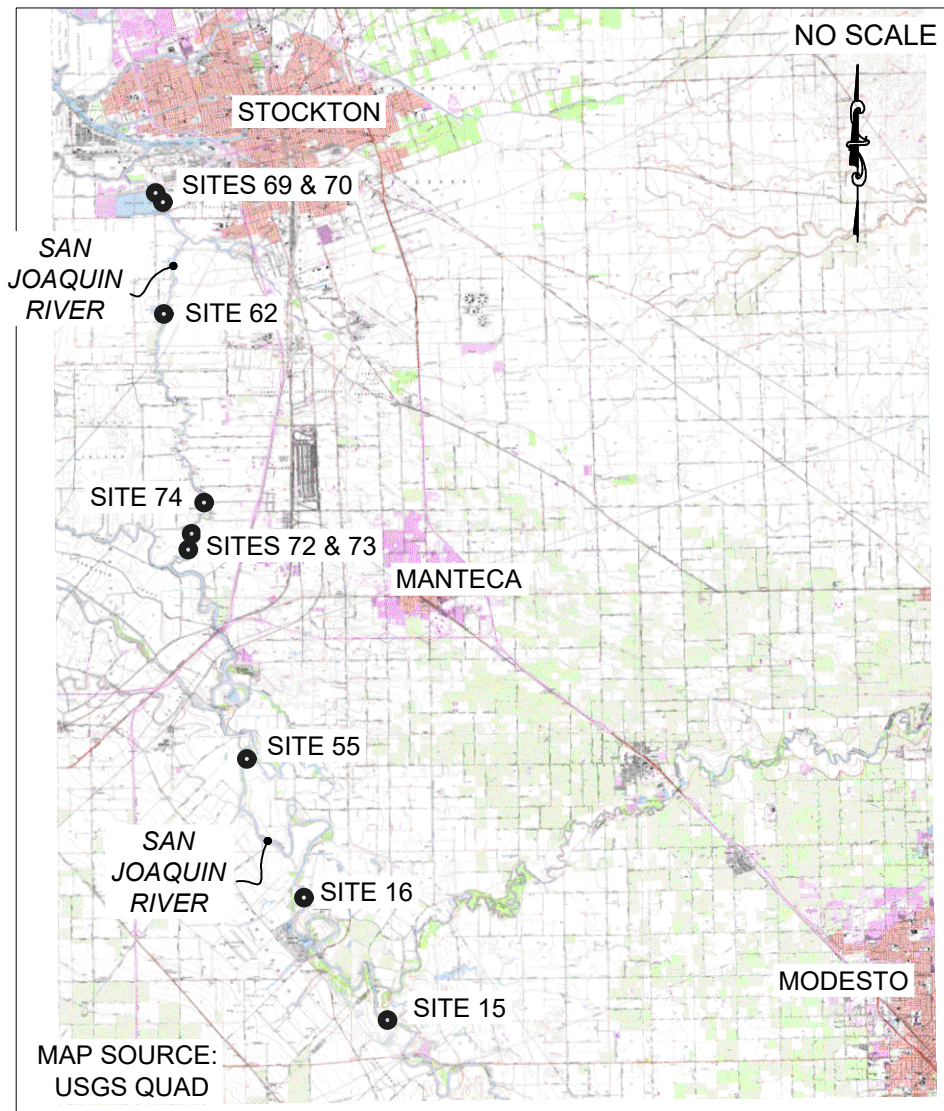 NO SCALE
STOCKTON
SITES 69 & 70
SAN
JOAQUIN
RIVER
SITE 62
SITE 74
SITES 72 & 73
MANTECA
SITE 55
SAN
JOAQUIN
RIVER
SITE 16
MODESTO
SITE 15
MAP SOURCE:
USGS QUAD